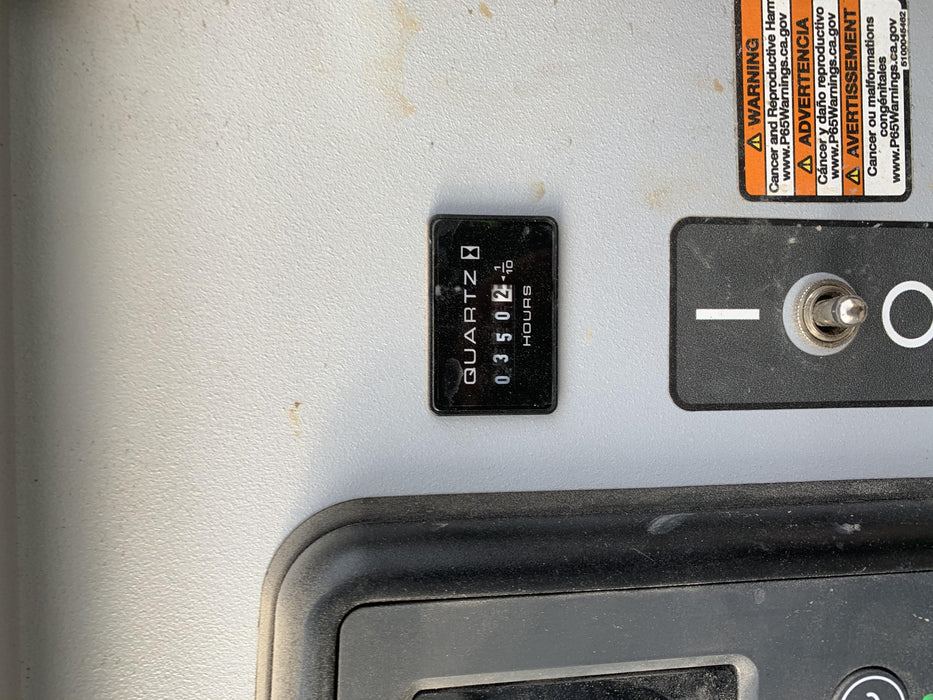 QUARTZ
0 3 5 0 2
1/10
HOURS
⚠ WARNING
Cancer and Reproductive Harm
www.P65Warnings.ca.gov
⚠ ADVERTENCIA
Cáncer y daño reproductivo
www.P65Warnings.ca.gov
⚠ AVERTISSEMENT
Cancer ou malformations
congénitales
www.P65Warnings.ca.gov
6100045462
I O